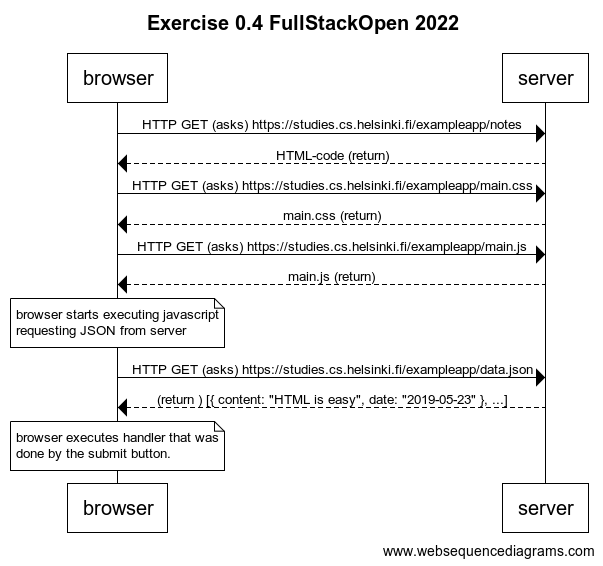 Exercise 0.4 FullStackOpen 2022
browser
server
HTTP GET (asks) https://studies.cs.helsinki.fi/exampleapp/notes
HTML-code (return)
HTTP GET (asks) https://studies.cs.helsinki.fi/exampleapp/main.css
main.css (return)
HTTP GET (asks) https://studies.cs.helsinki.fi/exampleapp/main.js
main.js (return)
browser starts executing javascript
requesting JSON from server
HTTP GET (asks) https://studies.cs.helsinki.fi/exampleapp/data.json
(return ) [{ content: "HTML is easy", date: "2019-05-23" }, ...]
browser executes handler that was
done by the submit button.
browser
server
www.websequencediagrams.com